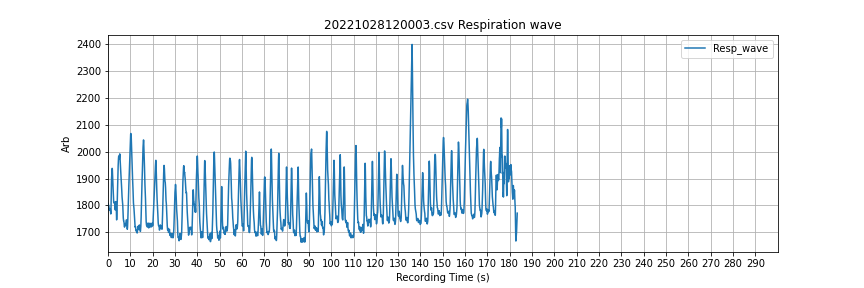 20221028120003.csv Respiration wave
Resp_wave
2400
2300
2200
2100
2000
1900
1800
1700
Arb
0 10 20 30 40 50 60 70 80 90 100 110 120 130 140 150 160 170 180 190 200 210 220 230 240 250 260 270 280 290
Recording Time (s)